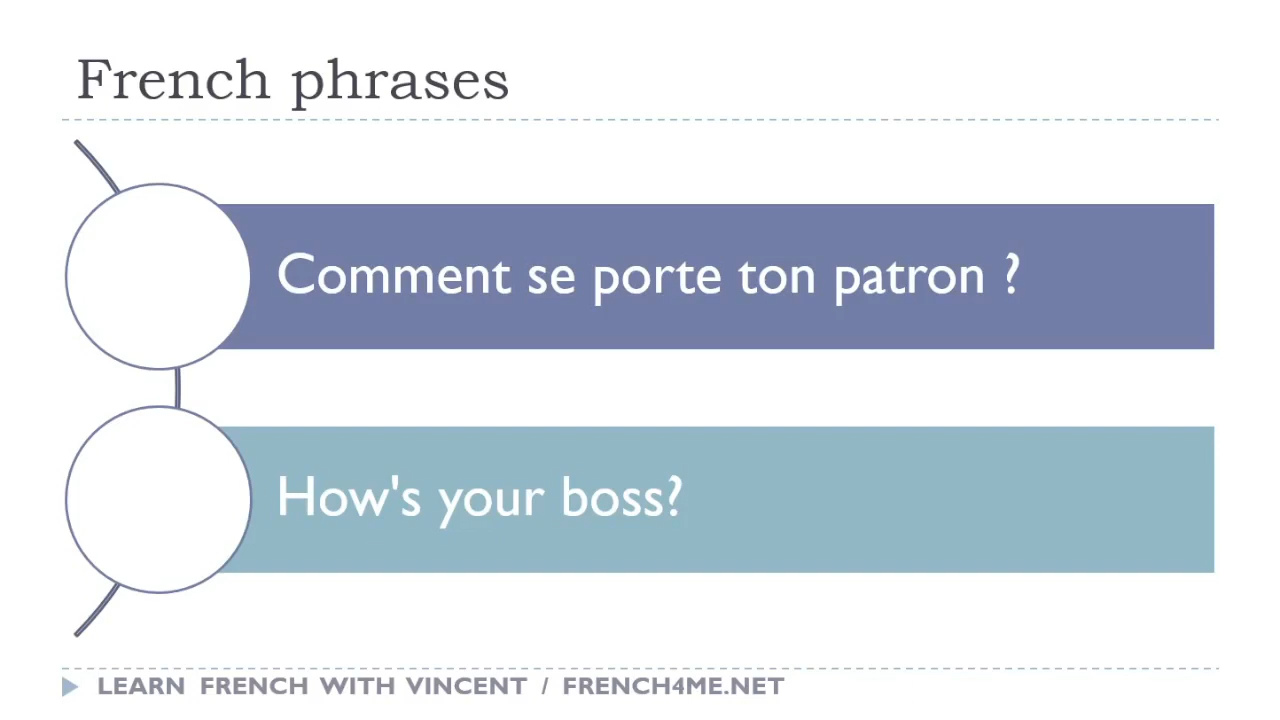 French phrases
Comment se porte ton patron ?
How's your boss?
LEARN FRENCH WITH VINCENT / FRENCH4ME.NET